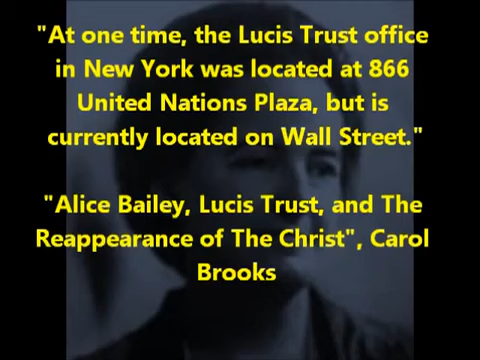 "At one time, the Lucis Trust office
in New York was located at 866
United Nations Plaza, but is
currently located on Wall Street."
"Alice Bailey, Lucis Trust, and The
Reappearance of The Christ", Carol
Brooks